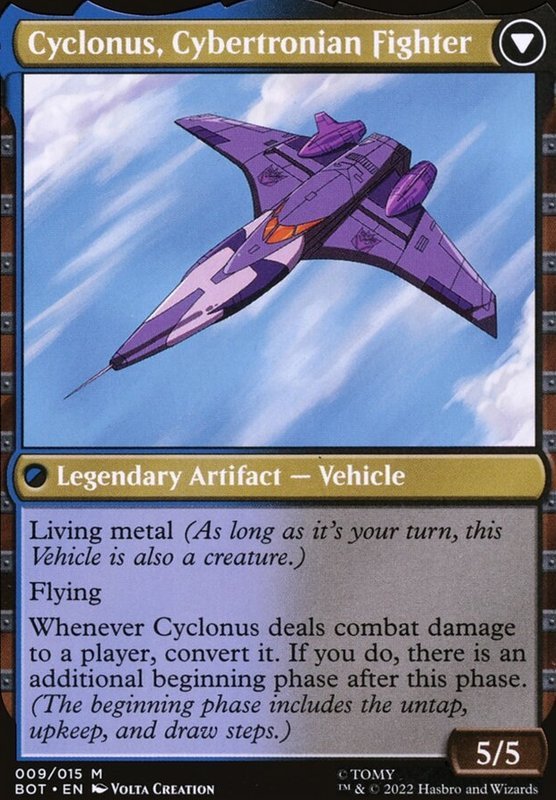 Cyclonus, Cybertronian Fighter
Legendary Artifact — Vehicle
Living metal (As long as it's your turn, this
Vehicle is also a creature.)
Flying
Whenever Cyclonus deals combat damage
to a player, convert it. If you do, there is an
additional beginning phase after this phase.
(The beginning phase includes the untap,
upkeep, and draw steps.)
5/5
009/015 M
BOT • EN Volta Creation
© TOMY
™ & © 2022 Hasbro and Wizards